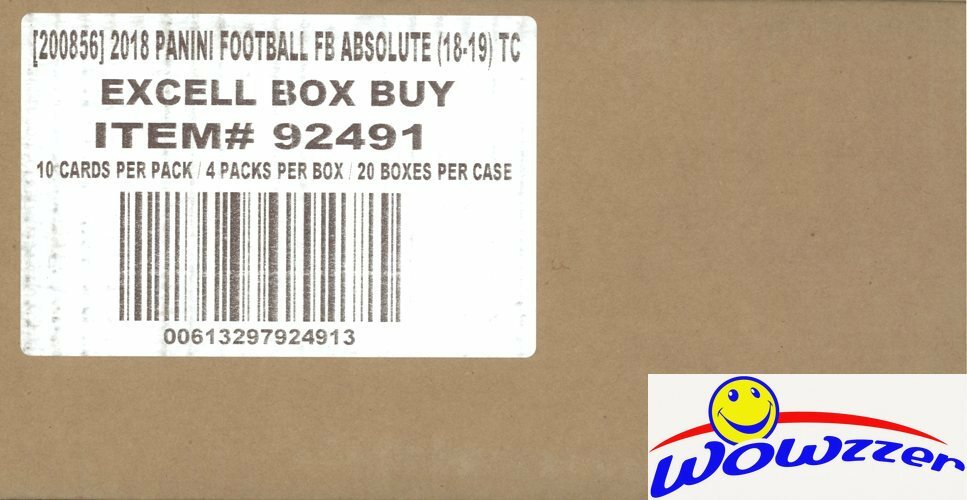 [200856] 2018 PANINI FOOTBALL FB ABSOLUTE (18-19) TC
EXCELL BOX BUY
ITEM# 92491
10 CARDS PER PACK / 4 PACKS PER BOX / 20 BOXES PER CASE
00613297924913
Wowzzer